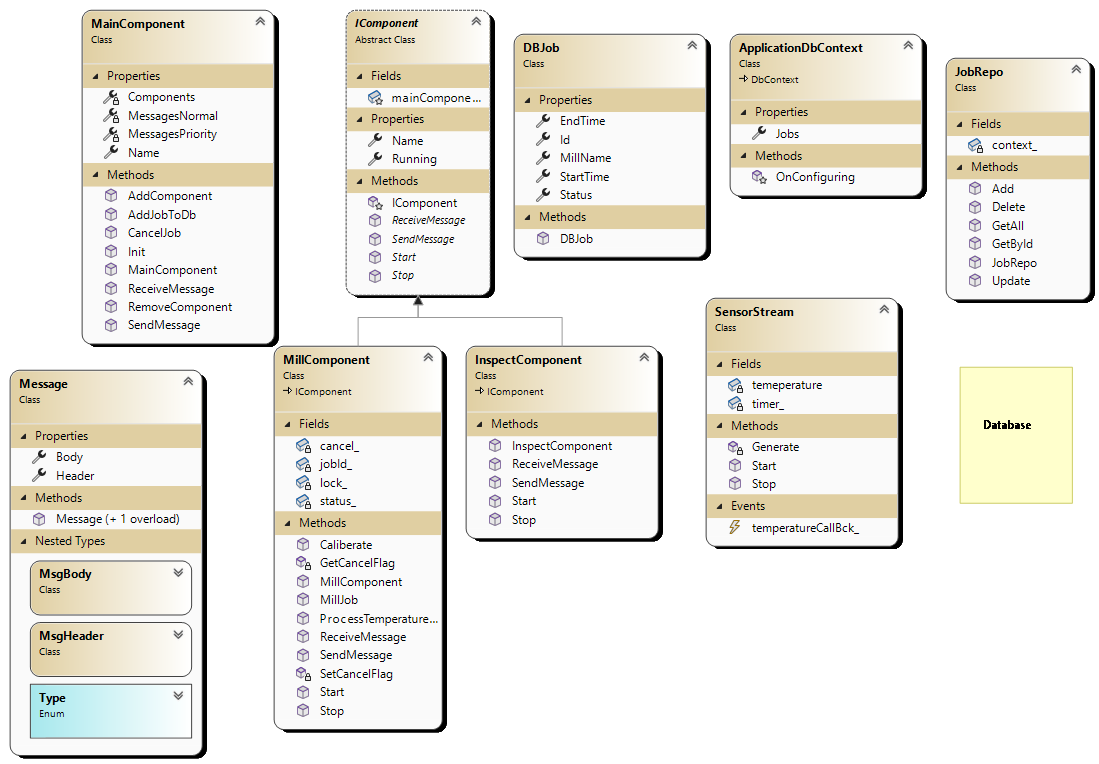 MainComponent
Class
Properties
Components
MessagesNormal
MessagesPriority
Name
Methods
AddComponent
AddJobToDb
CancelJob
Init
MainComponent
ReceiveMessage
RemoveComponent
SendMessage
IComponent
Abstract Class
Fields
mainCompone...
Properties
Name
Running
Methods
IComponent
ReceiveMessage
SendMessage
Start
Stop
DBJob
Class
Properties
EndTime
Id
MillName
StartTime
Status
Methods
DBJob
ApplicationDbContext
Class
DbContext
Properties
Jobs
Methods
OnConfiguring
JobRepo
Class
Fields
context_
Methods
Add
Delete
GetAll
GetById
JobRepo
Update
Message
Class
Properties
Body
Header
Methods
Message (+ 1 overload)
Nested Types
MsgBody
Class
MsgHeader
Class
Type
Enum
MillComponent
Class
IComponent
Fields
cancel_
jobId_
lock_
status_
Methods
Caliberate
GetCancelFlag
MillComponent
MillJob
ProcessTemperature...
ReceiveMessage
SendMessage
SetCancelFlag
Start
Stop
InspectComponent
Class
IComponent
Methods
InspectComponent
ReceiveMessage
SendMessage
Start
Stop
SensorStream
Class
Fields
temeperature
timer_
Methods
Generate
Start
Stop
Events
temperatureCallBck_
Database